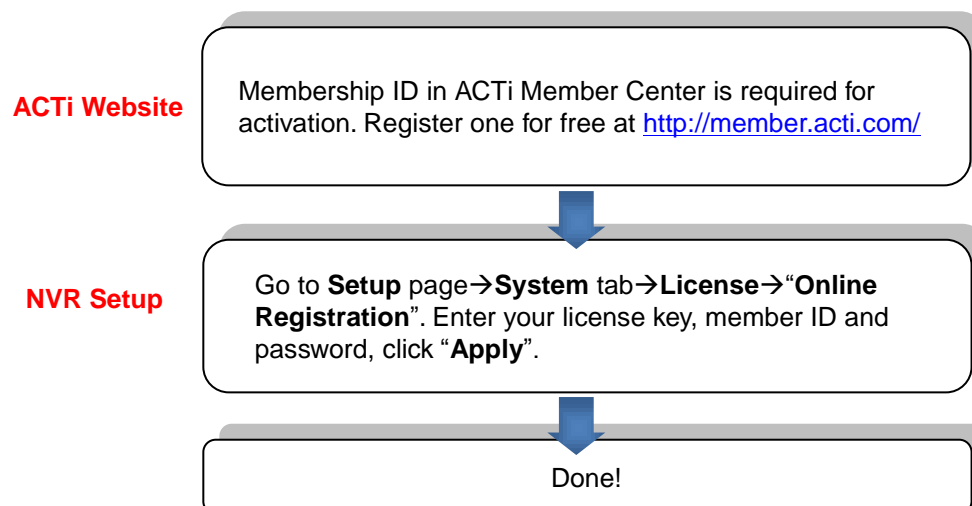 ACTi Website
Membership ID in ACTi Member Center is required for
activation. Register one for free at http://member.acti.com/
NVR Setup
Go to Setup page→System tab→License→“Online
Registration”. Enter your license key, member ID and
password, click “Apply”.
Done!